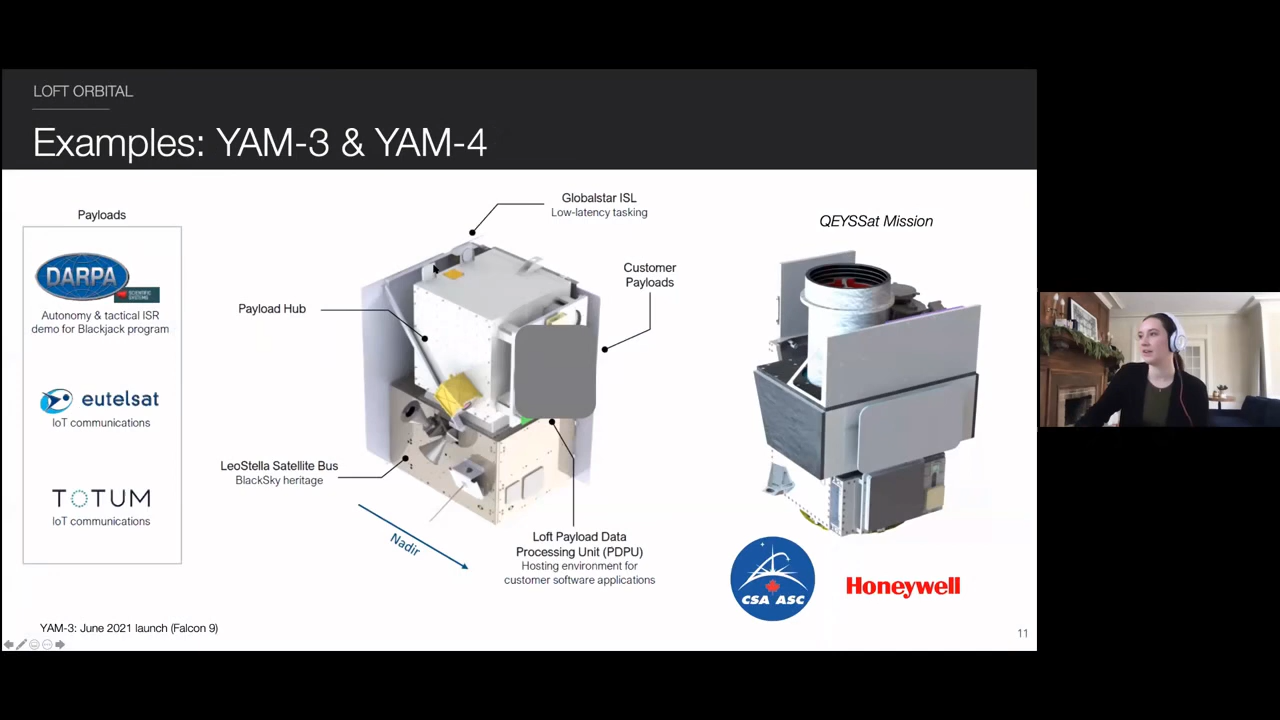 LOFT ORBITAL
Examples: YAM-3 & YAM-4
Payloads
DARPA
SCIENTIFIC
SYSTEMS
Autonomy & tactical ISR
demo for Blackjack program
eutelsat
IoT communications
TOTUM
IoT communications
Globalstar ISL
Low-latency tasking
Customer
Payloads
Payload Hub
LeoStella Satellite Bus
BlackSky heritage
Nadir
Loft Payload Data
Processing Unit (PDPU)
Hosting environment for
customer software applications
QEYSSat Mission
CSA ASC
Honeywell
YAM-3: June 2021 launch (Falcon 9)
11